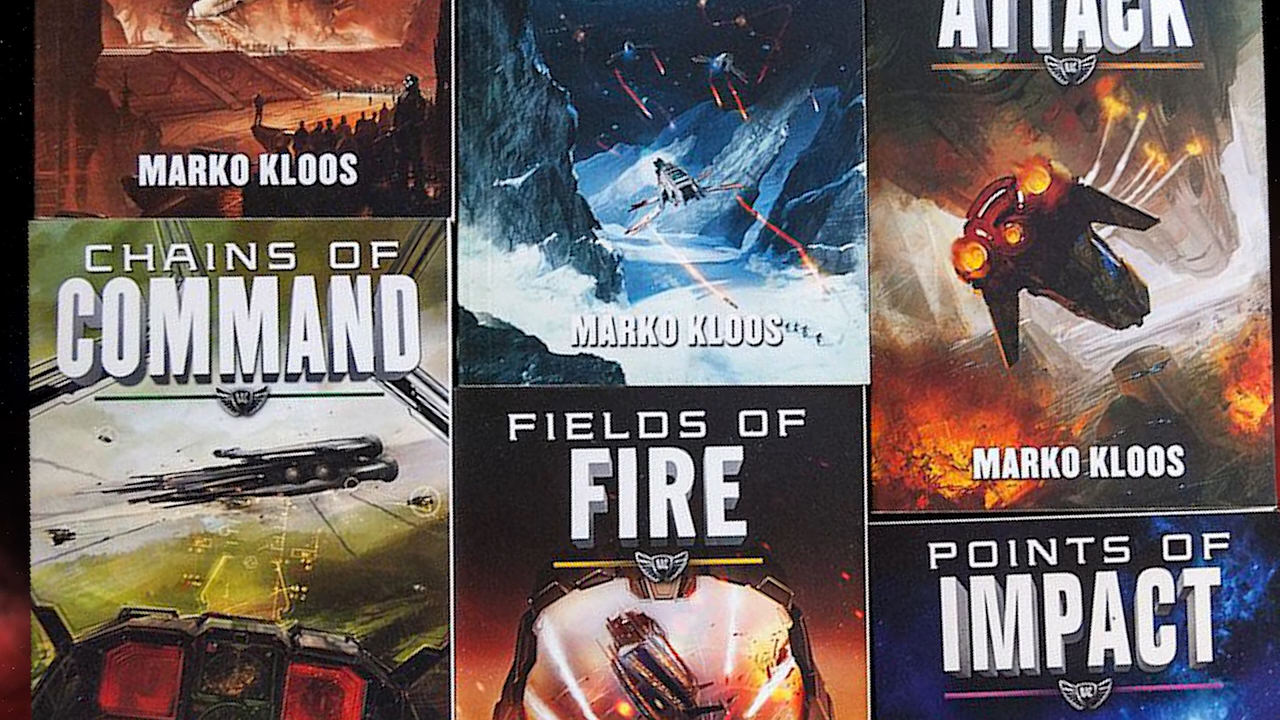 MARKO KLOOS
CHAINS OF
COMMAND
MARKO KLOOS
FIELDS OF
FIRE
ATTACK
MARKO KLOOS
POINTS OF
IMPACT